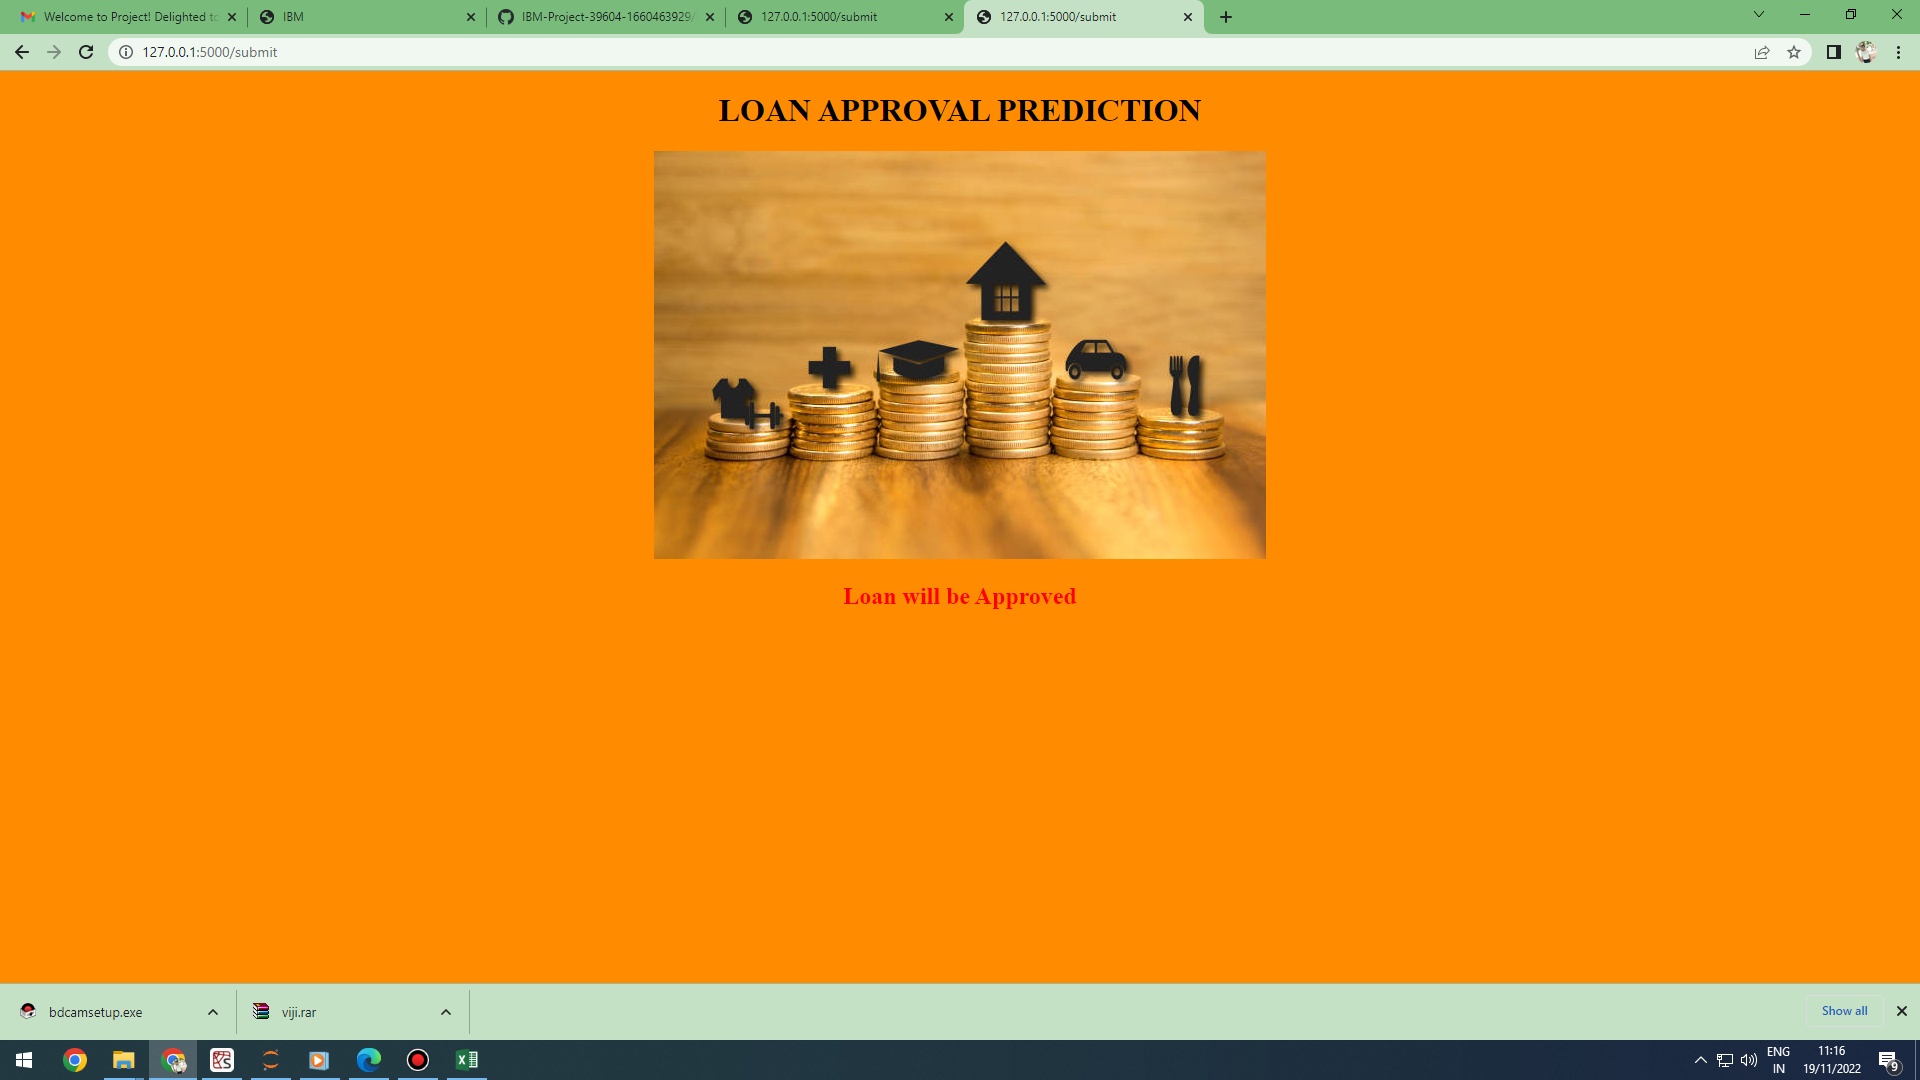 Welcome to Project! Delighted to
IBM
IBM-Project-39604-1660463929/
127.0.0.1:5000/submit
127.0.0.1:5000/submit
127.0.0.1:5000/submit
LOAN APPROVAL PREDICTION
Loan will be Approved
bdcamsetup.exe
viji.rar
Show all
ENG
IN
11:16
19/11/2022
9